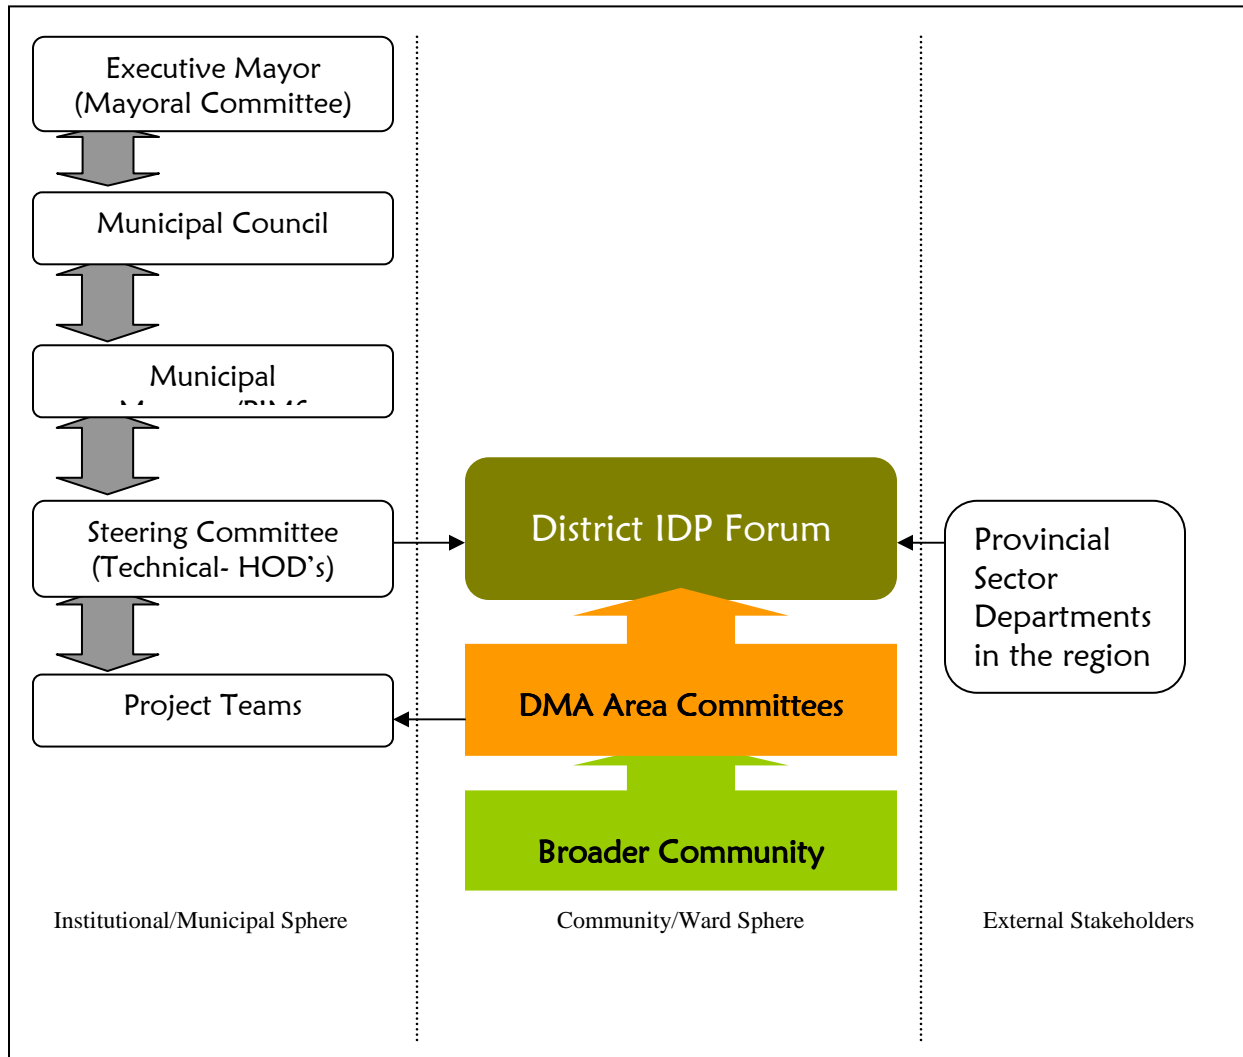 Executive Mayor
(Mayoral Committee)
Municipal Council
Municipal
Steering Committee
(Technical- HOD's)
Project Teams
District IDP Forum
DMA Area Committees
Broader Community
Provincial
Sector
Departments
in the region
Institutional/Municipal Sphere
Community/Ward Sphere
External Stakeholders